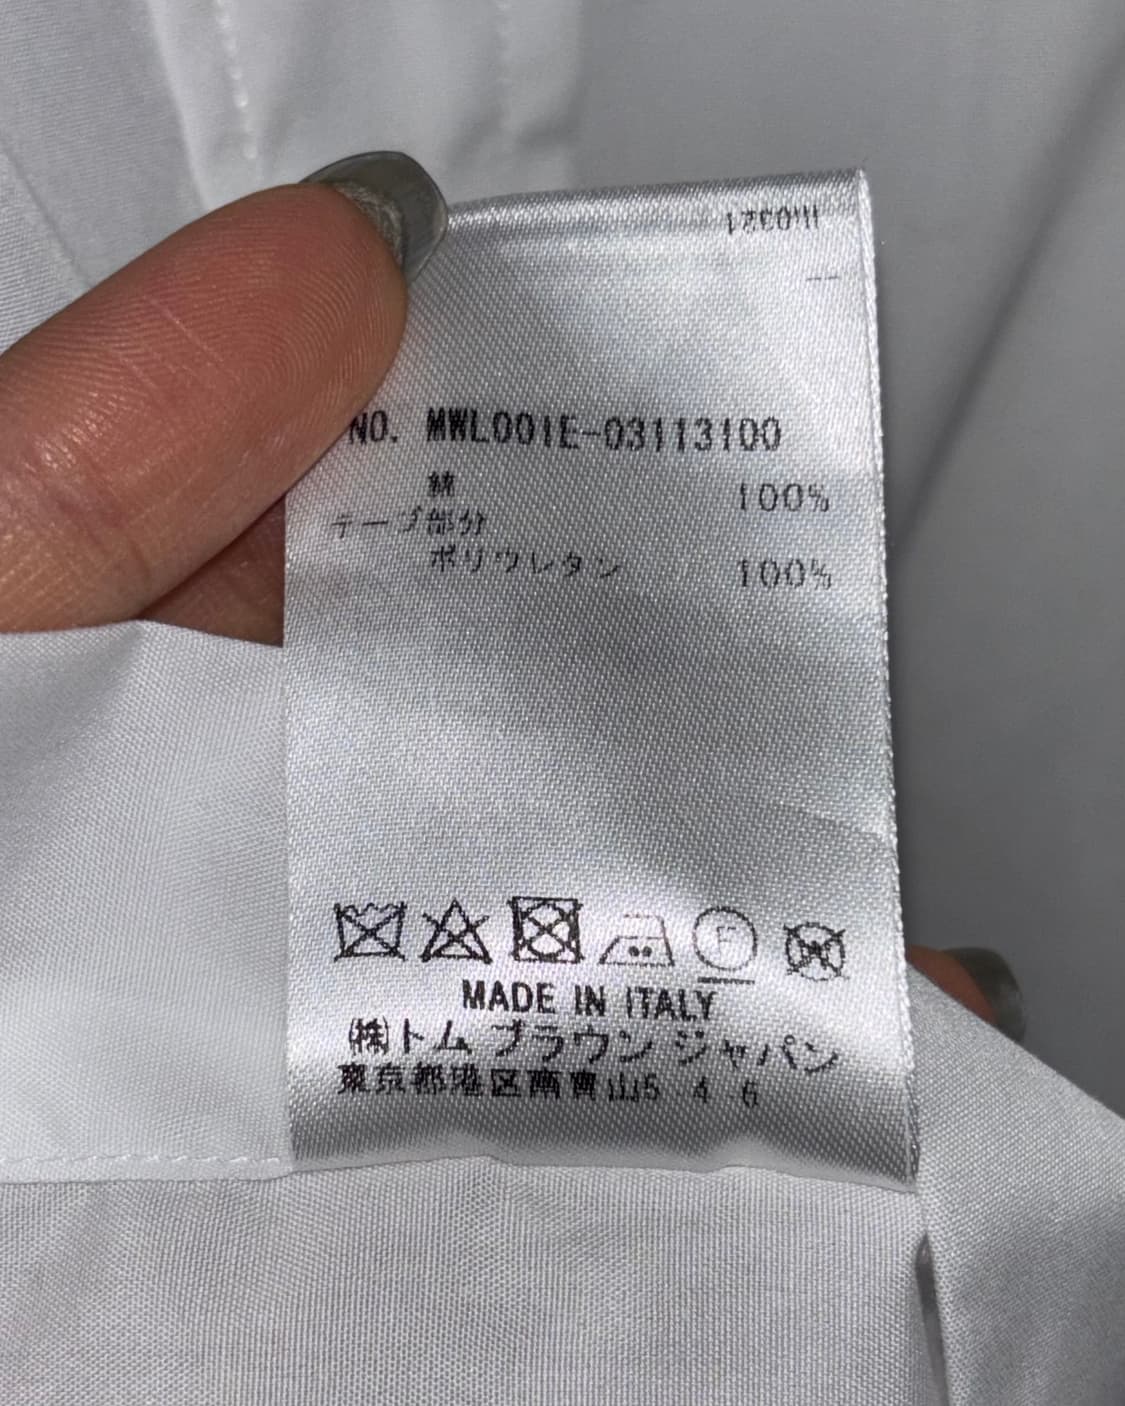 NO. MWL001E-03113100
綿 100%
テープ部分
ポリウレタン 100%
F W
MADE IN ITALY
(株)トム ブラウン ジャパン
東京都港区南青山5-4-6